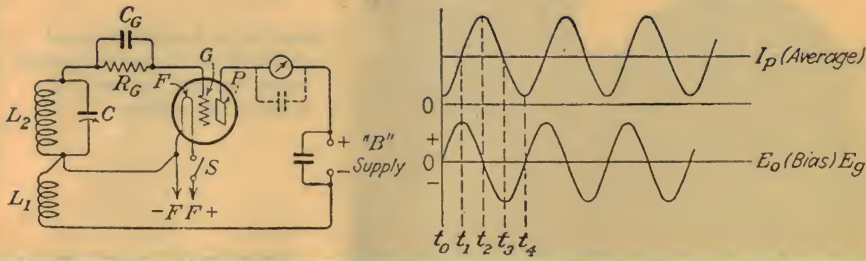 C_G
R_G
G
P
F
L_2
C
+ "B"
- Supply
S
L_1
-F F+
I_p (Average)
0
+
0
-
E_o (Bias) E_g
t_0 t_1 t_2 t_3 t_4